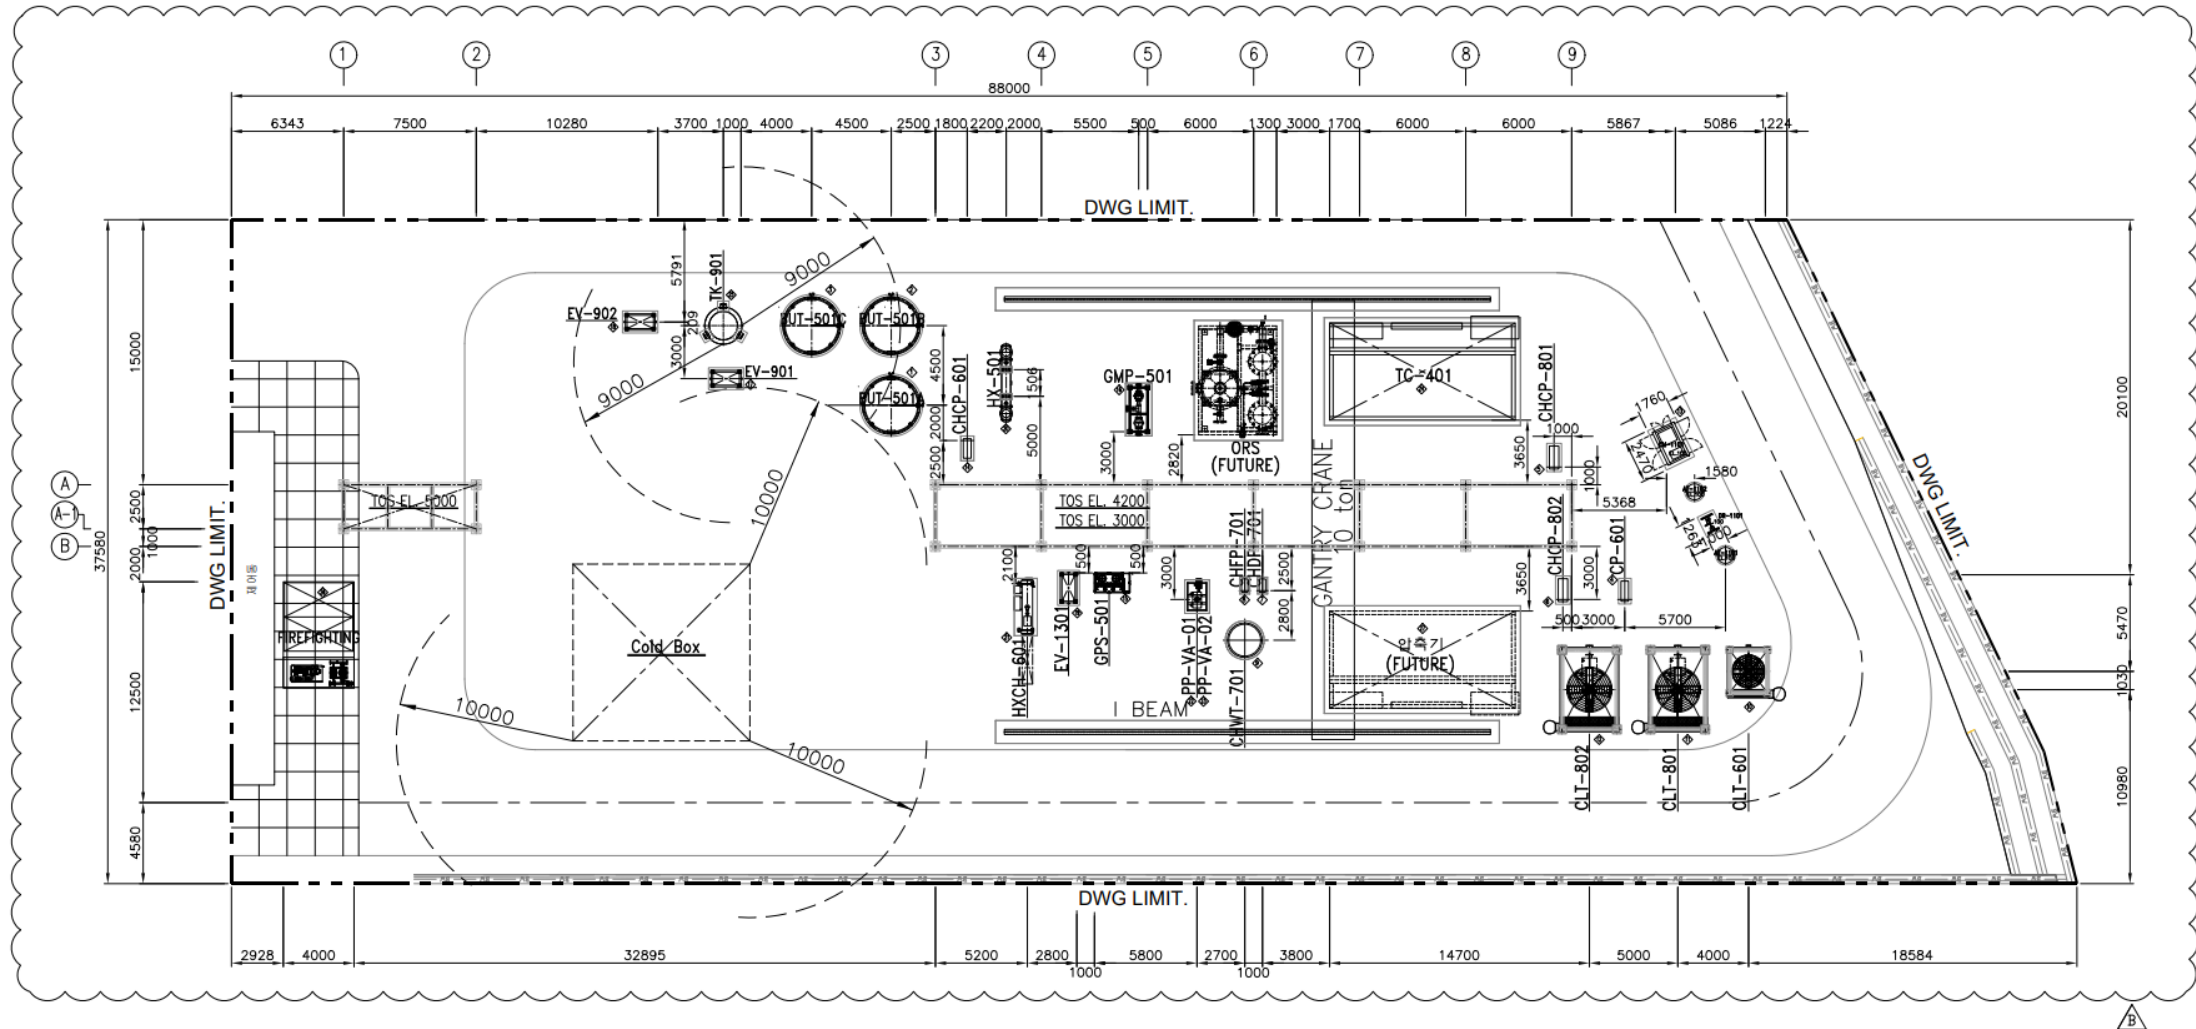 1 2 3 4 5 6 7 8 9
88000
6343 7500 10280 3700 1000 4000 4500 2500 1800 2200 2000 5500 500 6000 1300 3000 1700 6000 6000 5867 5086 1224
DWG LIMIT.
5791
TK-901
9000
EV-902
209
3000
EV-901
9000
BUT-501B
BUT-501A
4500
2000
2500
CHCP-601
HX-501
1506
5000
GMP-501
3000
2820
ORS
(FUTURE)
TC-401
3650
CHCP-801
1000
1000
1760
2470
1580
5368
1263
15000
2500
1000
2000
12500
4580
37580
A
A-1
B
DWG LIMIT.
제어동
TOS EL. 5000
10000
TOS EL. 4200
TOS EL. 3000
GANTRY CRANE
10 ton
20100
5470
1030
10980
DWG LIMIT.
FIREFIGHTING
Cold Box
10000
10000
2100
500
500
HXCH-601
EV-1301
GPS-501
3000
PP-VA-01
PP-VA-02
CHFP-701
CHDP-701
2500
2800
CHWT-701
3650
압축기
(FUTURE)
CHCP-802
CP-601
3000
500 3000 5700
I BEAM
CLT-802
CLT-801
CLT-601
DWG LIMIT.
2928 4000 32895 5200 2800 1000 5800 2700 1000 3800 14700 5000 4000 18584
B